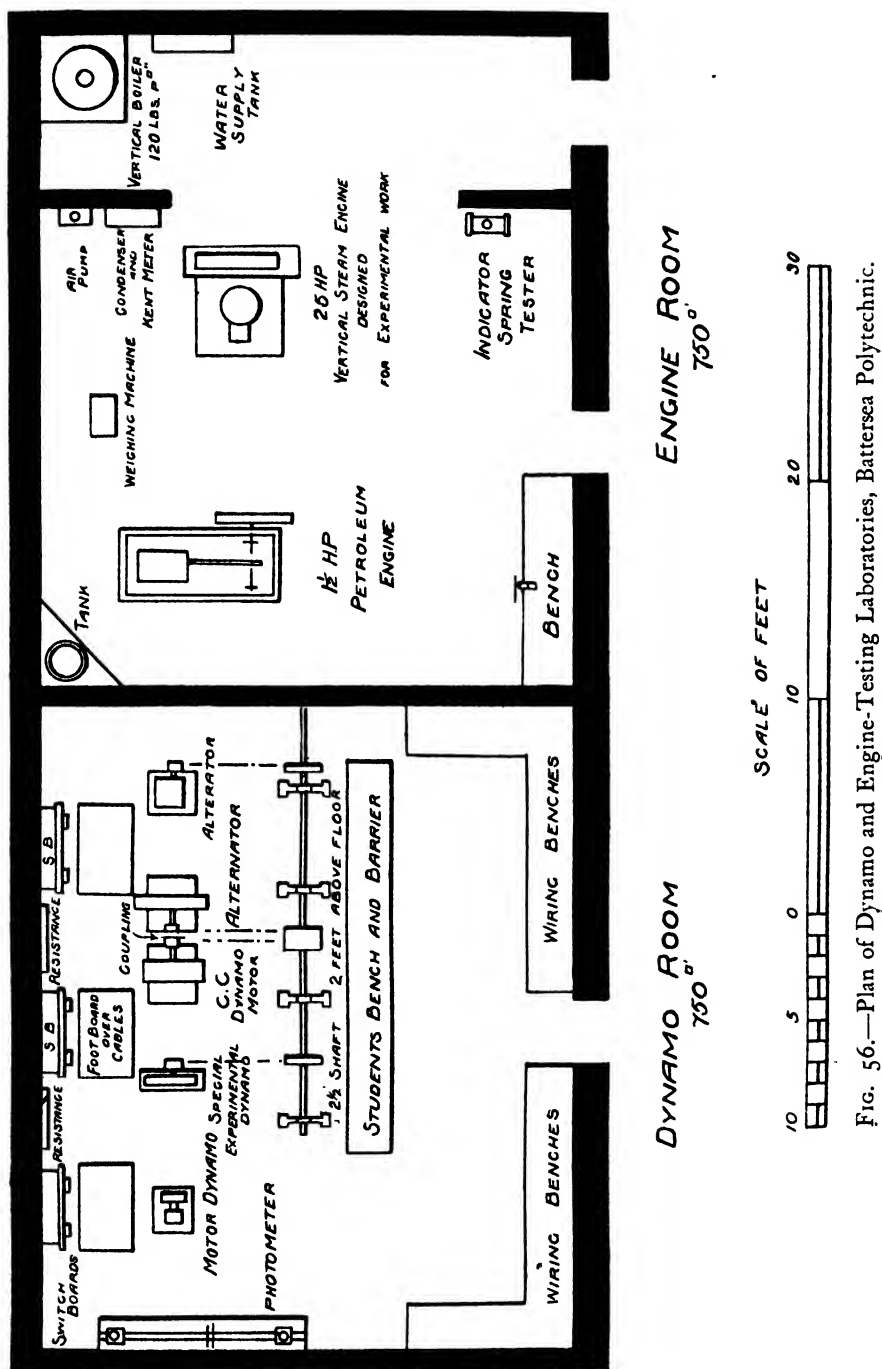 SWITCH
BOARDS
RESISTANCE
S B
RESISTANCE
S B
FOOT BOARD
OVER
CABLES
COUPLING
MOTOR DYNAMO
SPECIAL
EXPERIMENTAL
DYNAMO
C.C
DYNAMO
MOTOR
ALTERNATOR
ALTERATOR
PHOTOMETER
2½" SHAFT 2 FEET ABOVE FLOOR
STUDENTS BENCH AND BARRIER
WIRING BENCHES
WIRING BENCHES
TANK
WEIGHING MACHINE
AIR
PUMP
CONDENSER
AND
KENT METER
VERTICAL BOILER
120 LBS. P□"
WATER
SUPPLY
TANK
1½ HP
PETROLEUM
ENGINE
25 HP
VERTICAL STEAM ENGINE
DESIGNED
FOR EXPERIMENTAL WORK
INDICATOR
SPRING
TESTER
BENCH
DYNAMO ROOM
750□'
ENGINE ROOM
750□'
SCALE OF FEET
10 5 0 10 20 30
FIG. 56.—Plan of Dynamo and Engine-Testing Laboratories, Battersea Polytechnic.